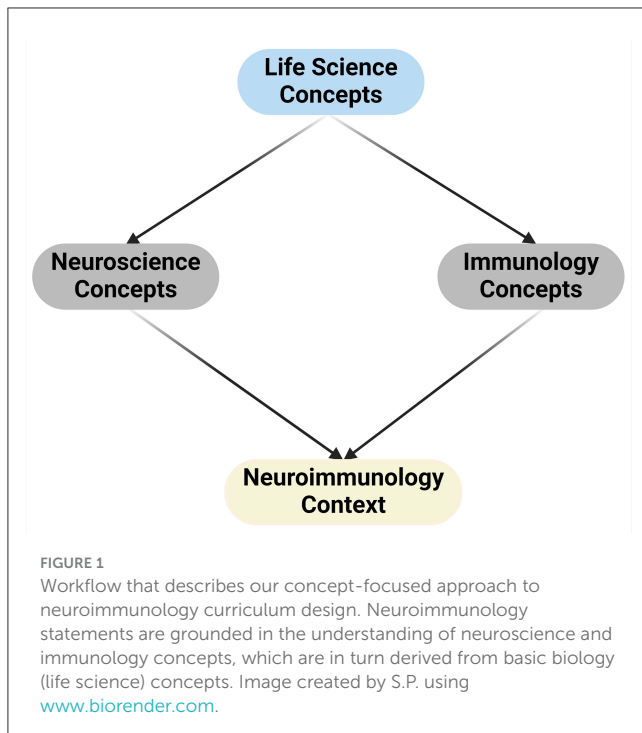 Life Science
Concepts
Neuroscience
Concepts
Immunology
Concepts
Neuroimmunology
Context
FIGURE 1
Workflow that describes our concept-focused approach to
neuroimmunology curriculum design. Neuroimmunology
statements are grounded in the understanding of neuroscience and
immunology concepts, which are in turn derived from basic biology
(life science) concepts. Image created by S.P. using
www.biorender.com.